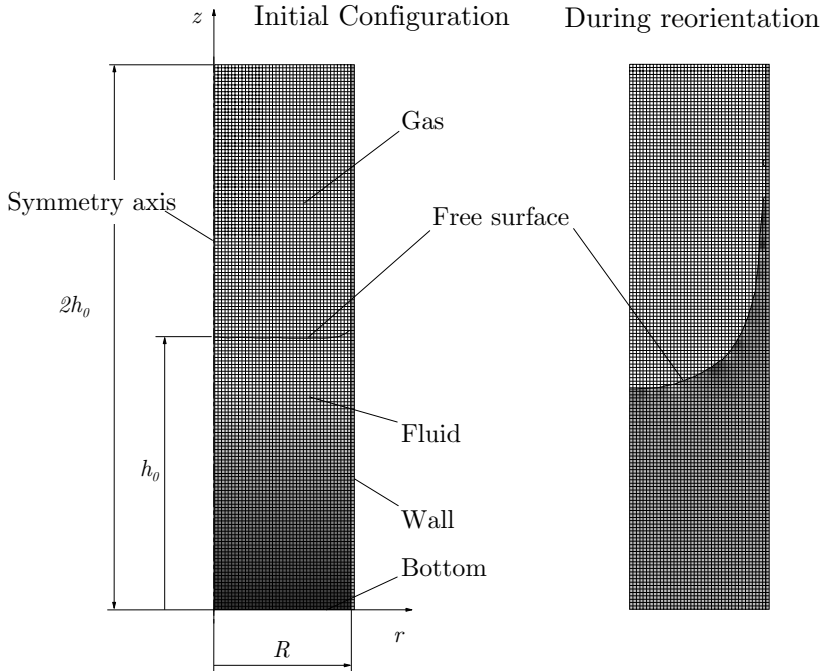 z
Initial Configuration
During reorientation
Gas
Symmetry axis
Free surface
2h₀
Fluid
h₀
Wall
Bottom
r
R